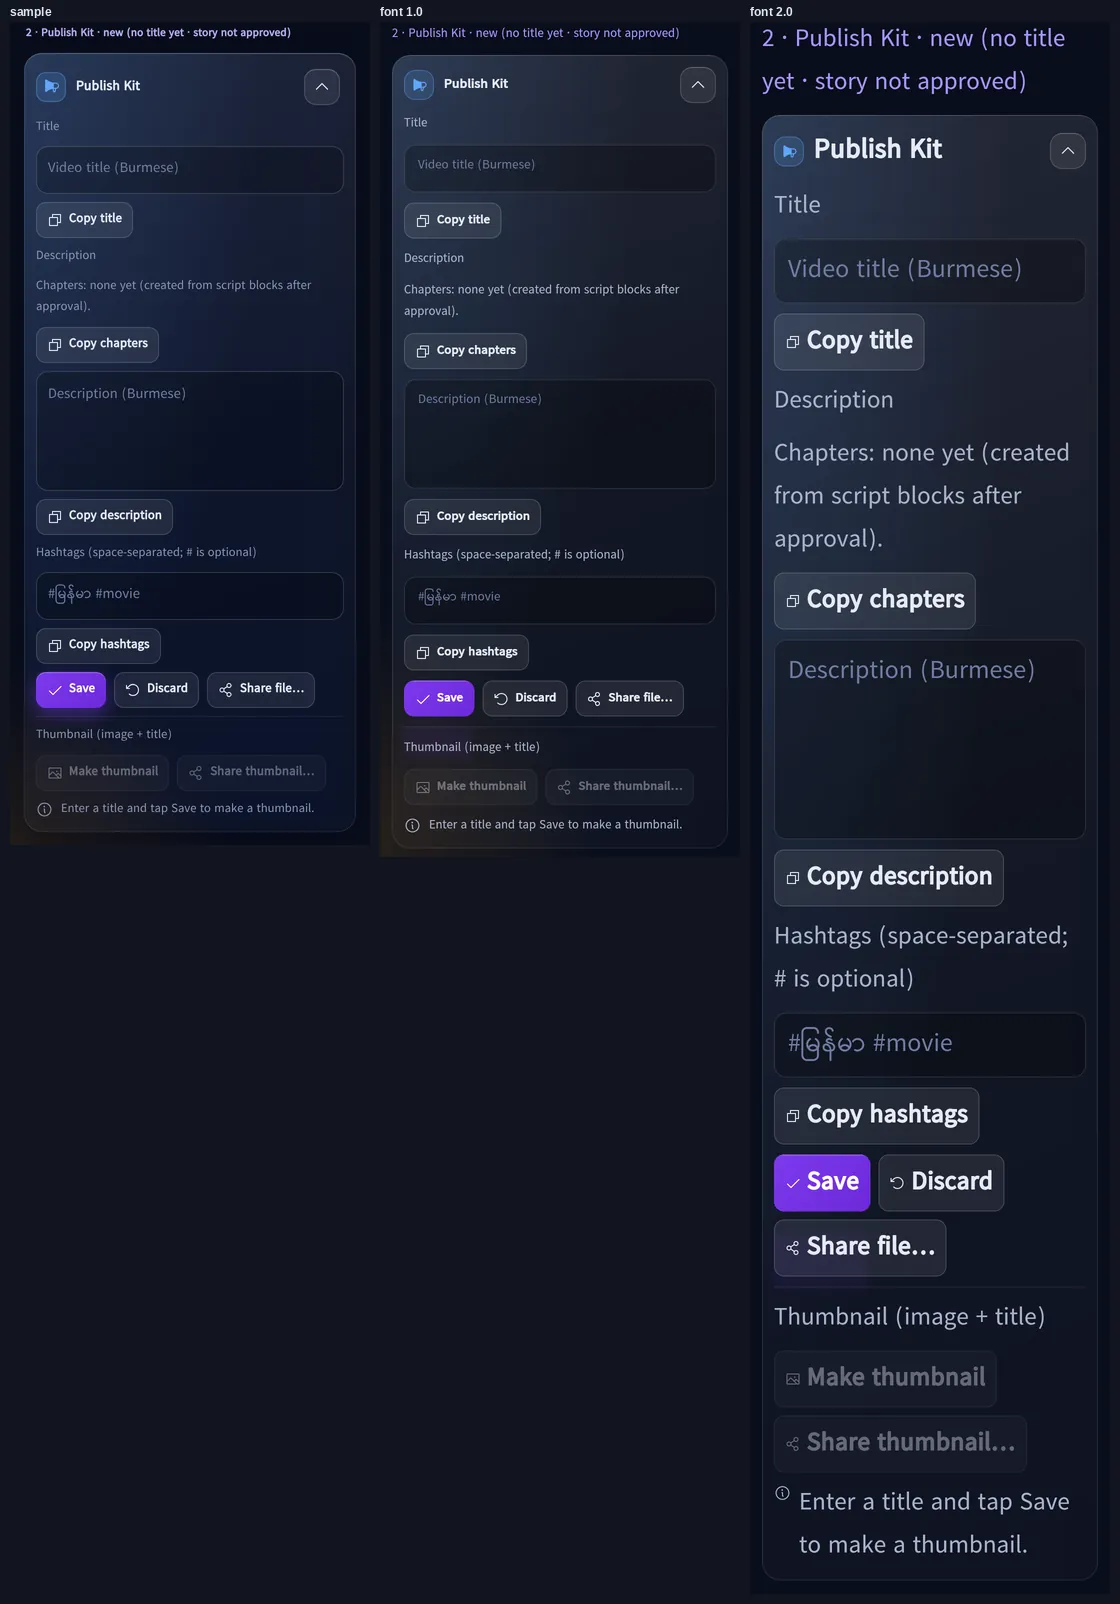 sample
2 · Publish Kit · new (no title yet · story not approved)
Publish Kit
Title
Video title (Burmese)
Copy title
Description
Chapters: none yet (created from script blocks after
approval).
Copy chapters
Description (Burmese)
Copy description
Hashtags (space-separated; # is optional)
#မြန်မာ #movie
Copy hashtags
Save Discard Share file...
Thumbnail (image + title)
Make thumbnail Share thumbnail...
Enter a title and tap Save to make a thumbnail.
font 1.0
2 · Publish Kit · new (no title yet · story not approved)
Publish Kit
Title
Video title (Burmese)
Copy title
Description
Chapters: none yet (created from script blocks after
approval).
Copy chapters
Description (Burmese)
Copy description
Hashtags (space-separated; # is optional)
#မြန်မာ #movie
Copy hashtags
Save Discard Share file...
Thumbnail (image + title)
Make thumbnail Share thumbnail...
Enter a title and tap Save to make a thumbnail.
font 2.0
2 · Publish Kit · new (no title
yet · story not approved)
Publish Kit
Title
Video title (Burmese)
Copy title
Description
Chapters: none yet (created
from script blocks after
approval).
Copy chapters
Description (Burmese)
Copy description
Hashtags (space-separated;
# is optional)
#မြန်မာ #movie
Copy hashtags
Save Discard
Share file...
Thumbnail (image + title)
Make thumbnail
Share thumbnail...
Enter a title and tap Save
to make a thumbnail.